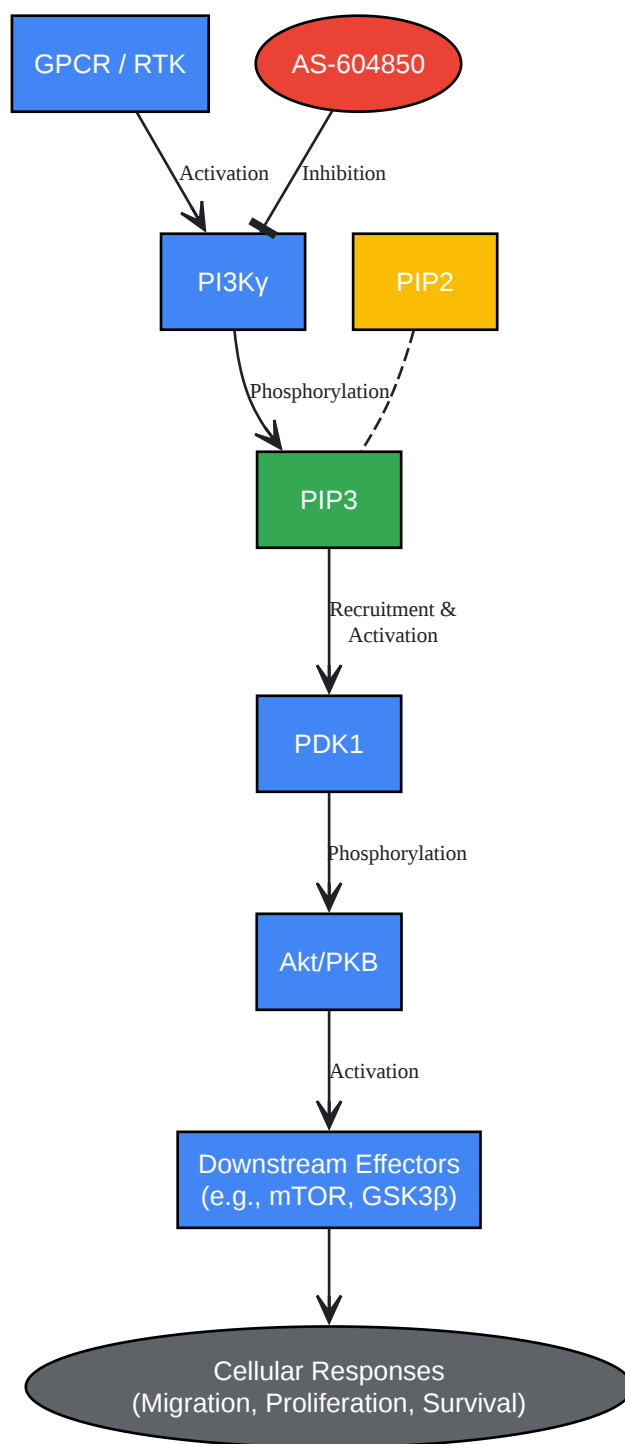 GPCR / RTK
AS-604850
Activation
Inhibition
PI3Kγ
PIP2
Phosphorylation
PIP3
Recruitment &
Activation
PDK1
Phosphorylation
Akt/PKB
Activation
Downstream Effectors
(e.g., mTOR, GSK3β)
Cellular Responses
(Migration, Proliferation, Survival)